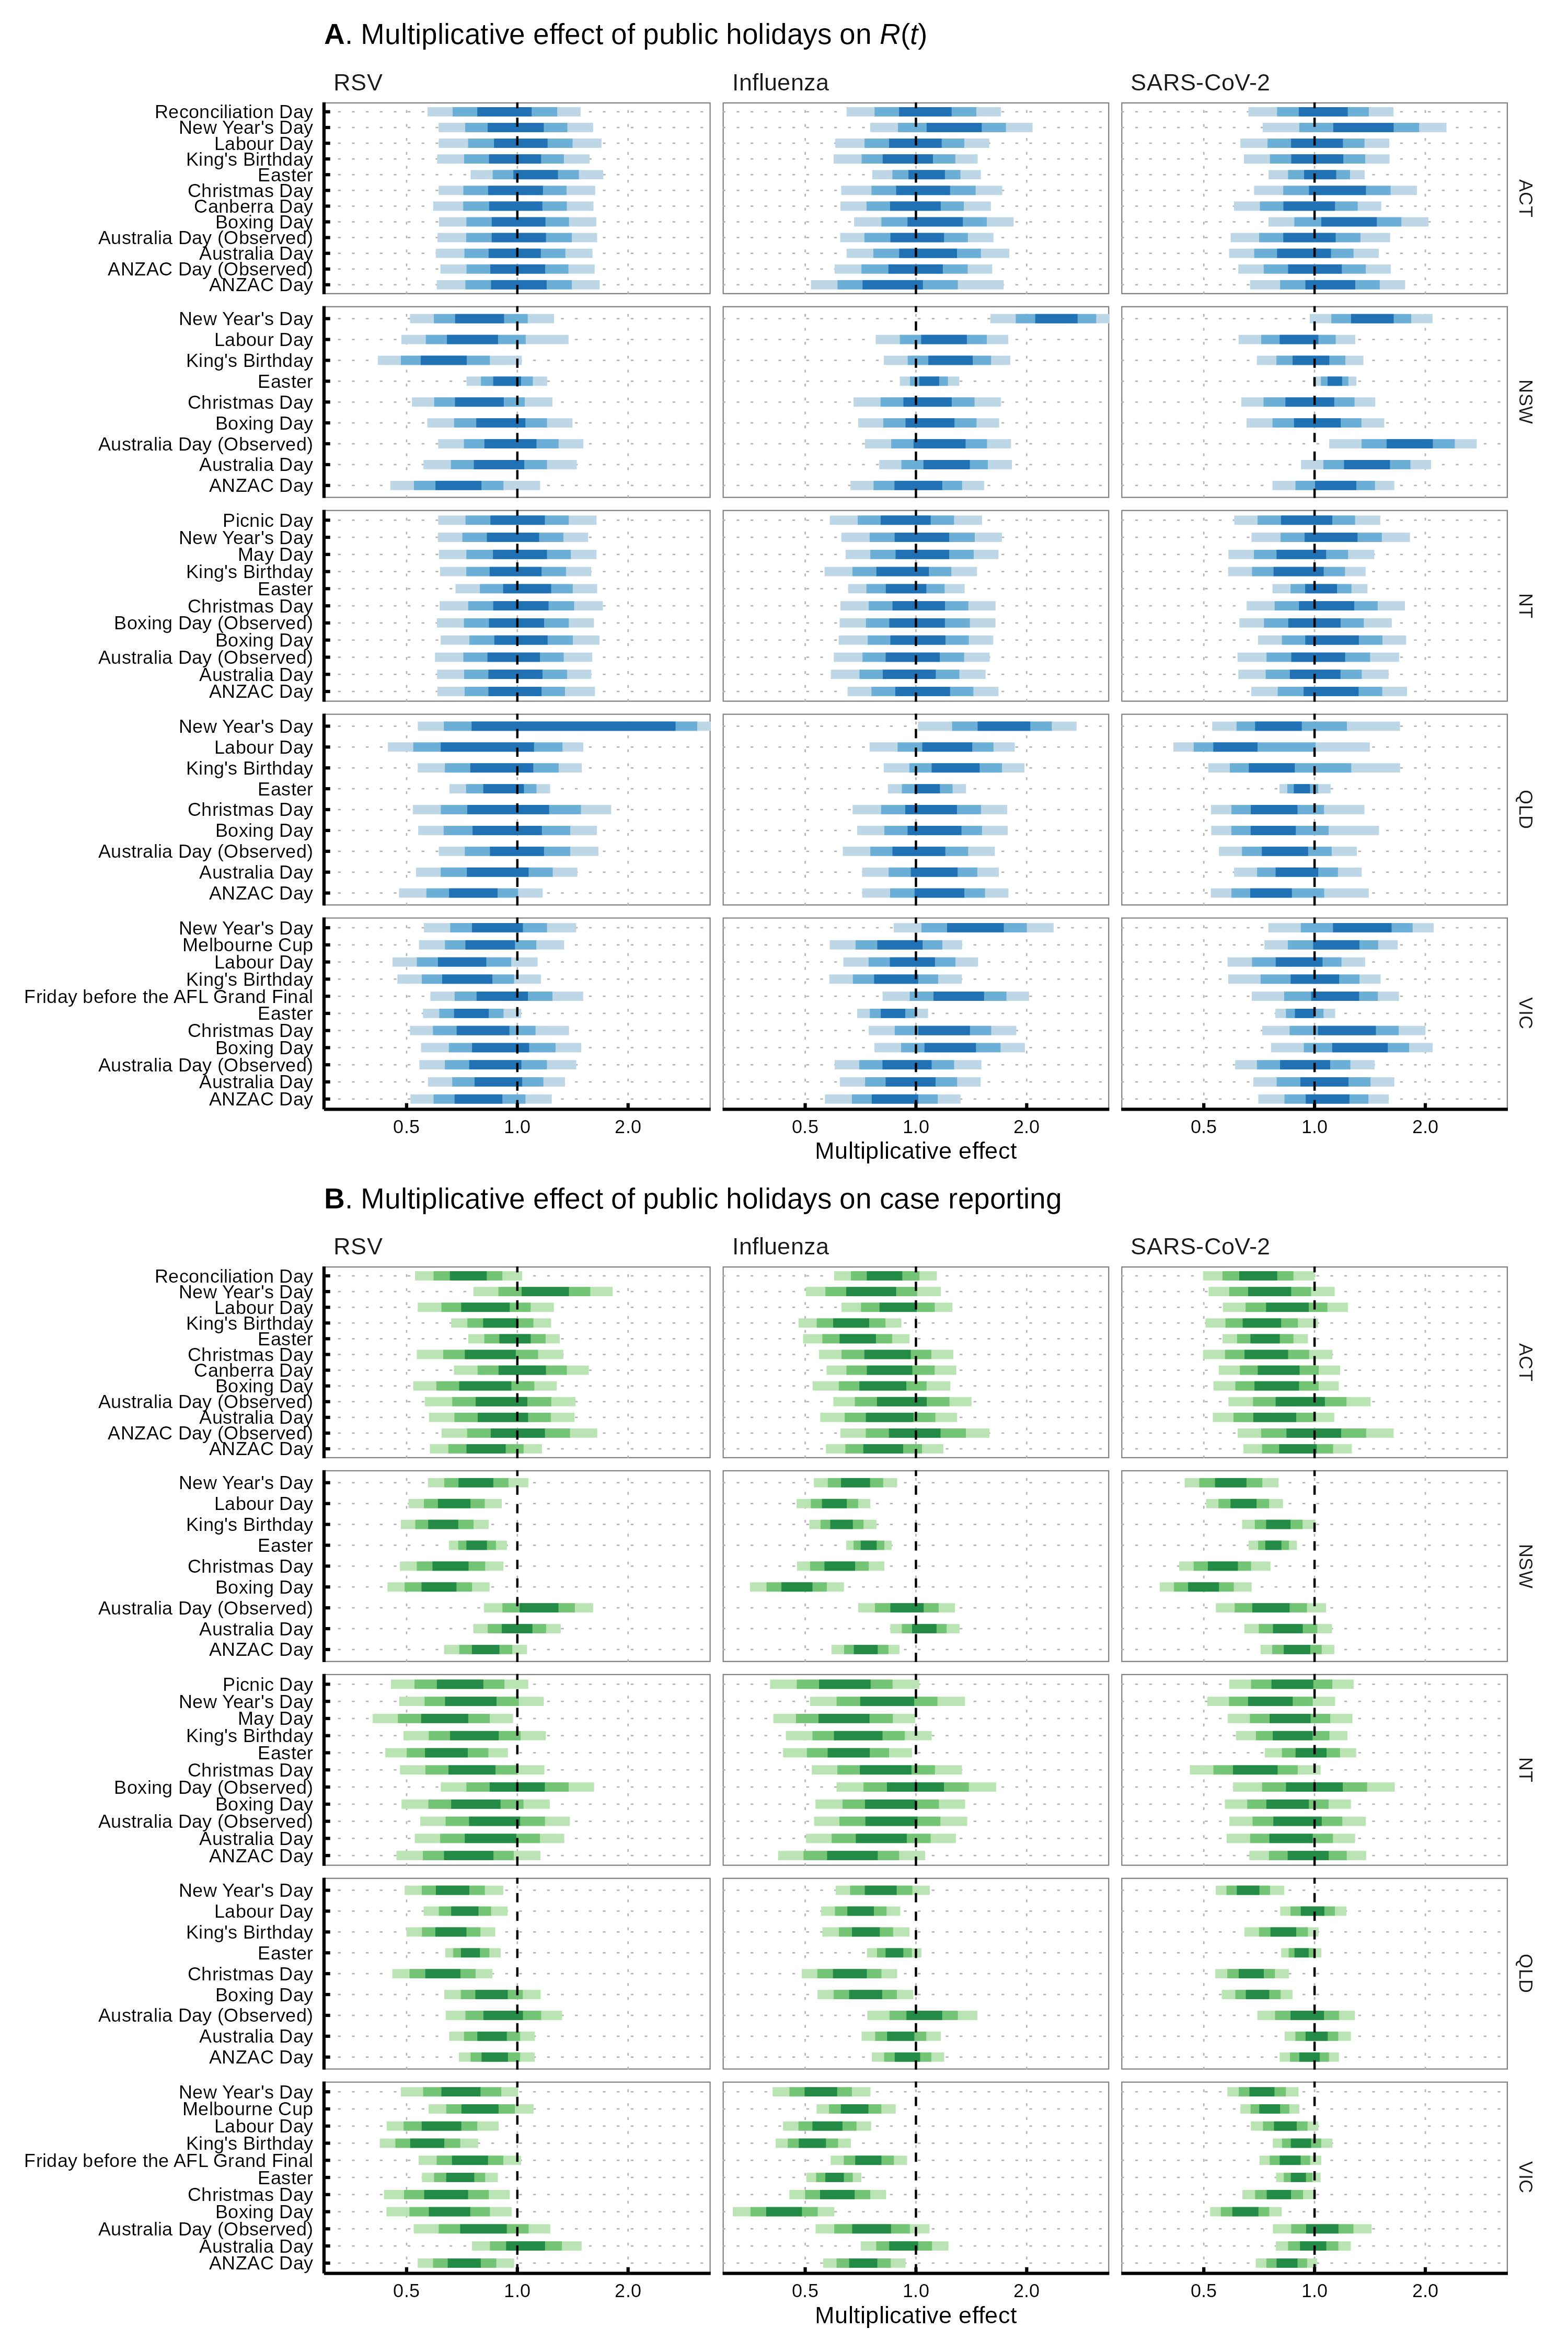 A. Multiplicative effect of public holidays on R(t)
RSV Influenza SARS-CoV-2
Reconciliation Day
New Year's Day
Labour Day
King's Birthday
Easter
Christmas Day
Canberra Day
Boxing Day
Australia Day (Observed)
Australia Day
ANZAC Day (Observed)
ANZAC Day
ACT
New Year's Day
Labour Day
King's Birthday
Easter
Christmas Day
Boxing Day
Australia Day (Observed)
Australia Day
ANZAC Day
NSW
Picnic Day
New Year's Day
May Day
King's Birthday
Easter
Christmas Day
Boxing Day (Observed)
Boxing Day
Australia Day (Observed)
Australia Day
ANZAC Day
NT
New Year's Day
Labour Day
King's Birthday
Easter
Christmas Day
Boxing Day
Australia Day (Observed)
Australia Day
ANZAC Day
QLD
New Year's Day
Melbourne Cup
Labour Day
King's Birthday
Friday before the AFL Grand Final
Easter
Christmas Day
Boxing Day
Australia Day (Observed)
Australia Day
ANZAC Day
VIC
0.5 1.0 2.0 0.5 1.0 2.0 0.5 1.0 2.0
Multiplicative effect
B. Multiplicative effect of public holidays on case reporting
RSV Influenza SARS-CoV-2
Reconciliation Day
New Year's Day
Labour Day
King's Birthday
Easter
Christmas Day
Canberra Day
Boxing Day
Australia Day (Observed)
Australia Day
ANZAC Day (Observed)
ANZAC Day
ACT
New Year's Day
Labour Day
King's Birthday
Easter
Christmas Day
Boxing Day
Australia Day (Observed)
Australia Day
ANZAC Day
NSW
Picnic Day
New Year's Day
May Day
King's Birthday
Easter
Christmas Day
Boxing Day (Observed)
Boxing Day
Australia Day (Observed)
Australia Day
ANZAC Day
NT
New Year's Day
Labour Day
King's Birthday
Easter
Christmas Day
Boxing Day
Australia Day (Observed)
Australia Day
ANZAC Day
QLD
New Year's Day
Melbourne Cup
Labour Day
King's Birthday
Friday before the AFL Grand Final
Easter
Christmas Day
Boxing Day
Australia Day (Observed)
Australia Day
ANZAC Day
VIC
0.5 1.0 2.0 0.5 1.0 2.0 0.5 1.0 2.0
Multiplicative effect